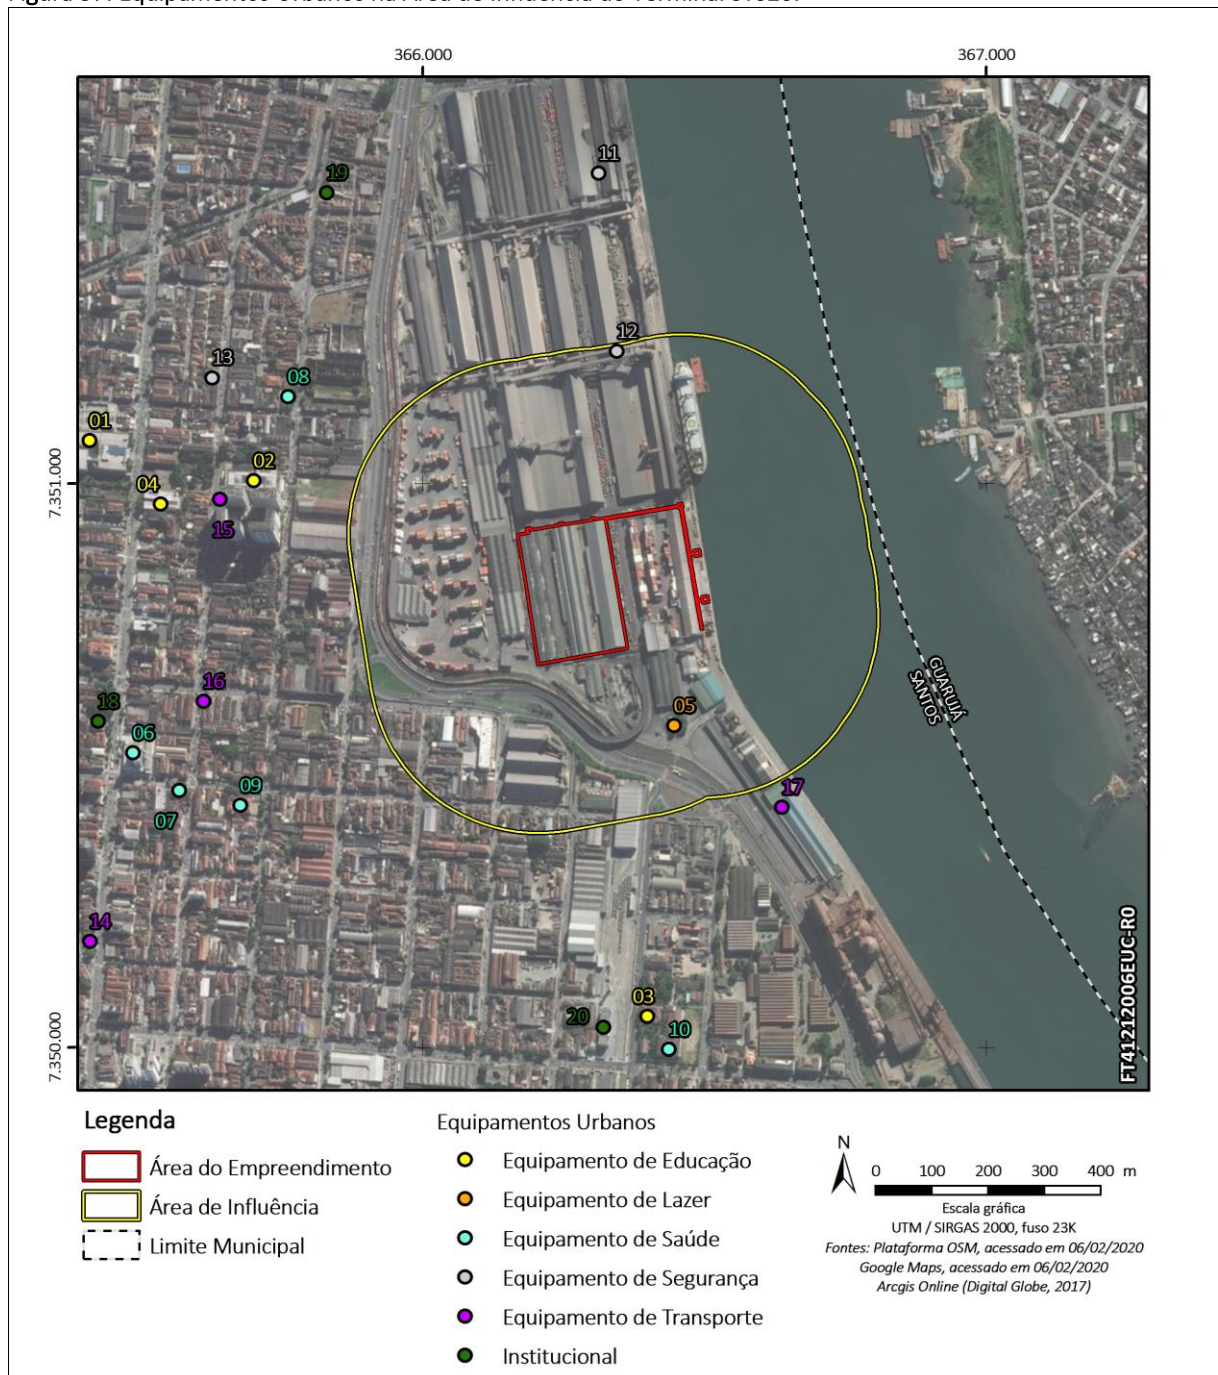 366.000
367.000
11
19
12
13
08
01
02
7.351.000
04
15
GUARUJÁ
SANTOS
16
18
05
06
17
09
07
14
FT41212006EUC-R0
03
20
10
7.350.000
Legenda
Área do Empreendimento
Área de Influência
Limite Municipal
Equipamentos Urbanos
Equipamento de Educação
Equipamento de Lazer
Equipamento de Saúde
Equipamento de Segurança
Equipamento de Transporte
Institucional
N
0 100 200 300 400 m
Escala gráfica
UTM / SIRGAS 2000, fuso 23K
Fontes: Plataforma OSM, acessado em 06/02/2020
Google Maps, acessado em 06/02/2020
Arcgis Online (Digital Globe, 2017)